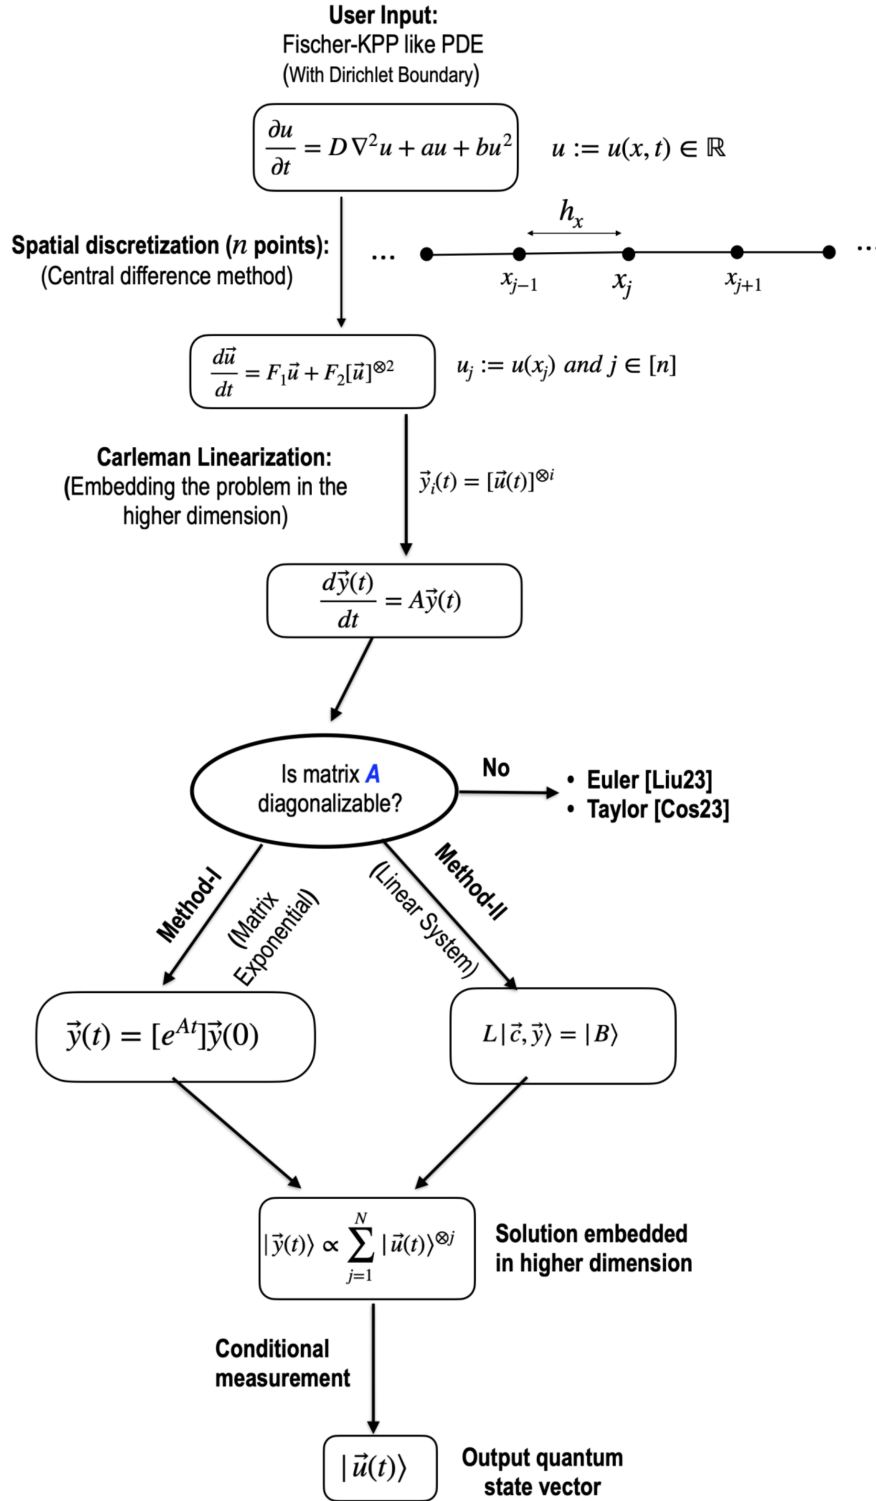 User Input:
Fischer-KPP like PDE
(With Dirichlet Boundary)
∂u/∂t = D∇²u + au + bu²
u := u(x, t) ∈ ℝ
Spatial discretization (n points):
(Central difference method)
...
hₓ
...
x_{j−1}
x_j
x_{j+1}
du⃗/dt = F₁u⃗ + F₂[u⃗]^{⊗2}
u_j := u(x_j) and j ∈ [n]
Carleman Linearization:
(Embedding the problem in the
higher dimension)
y⃗ᵢ(t) = [u⃗(t)]^{⊗i}
dy⃗(t)/dt = Ay⃗(t)
Is matrix A
diagonalizable?
No
• Euler [Liu23]
• Taylor [Cos23]
Method-I
(Matrix
Exponential)
Method-II
(Linear System)
y⃗(t) = [e^{At}]y⃗(0)
L|c⃗, y⃗⟩ = |B⟩
|y⃗(t)⟩ ∝ ∑_{j=1}^{N} |u⃗(t)⟩^{⊗j}
Solution embedded
in higher dimension
Conditional
measurement
|u⃗(t)⟩
Output quantum
state vector